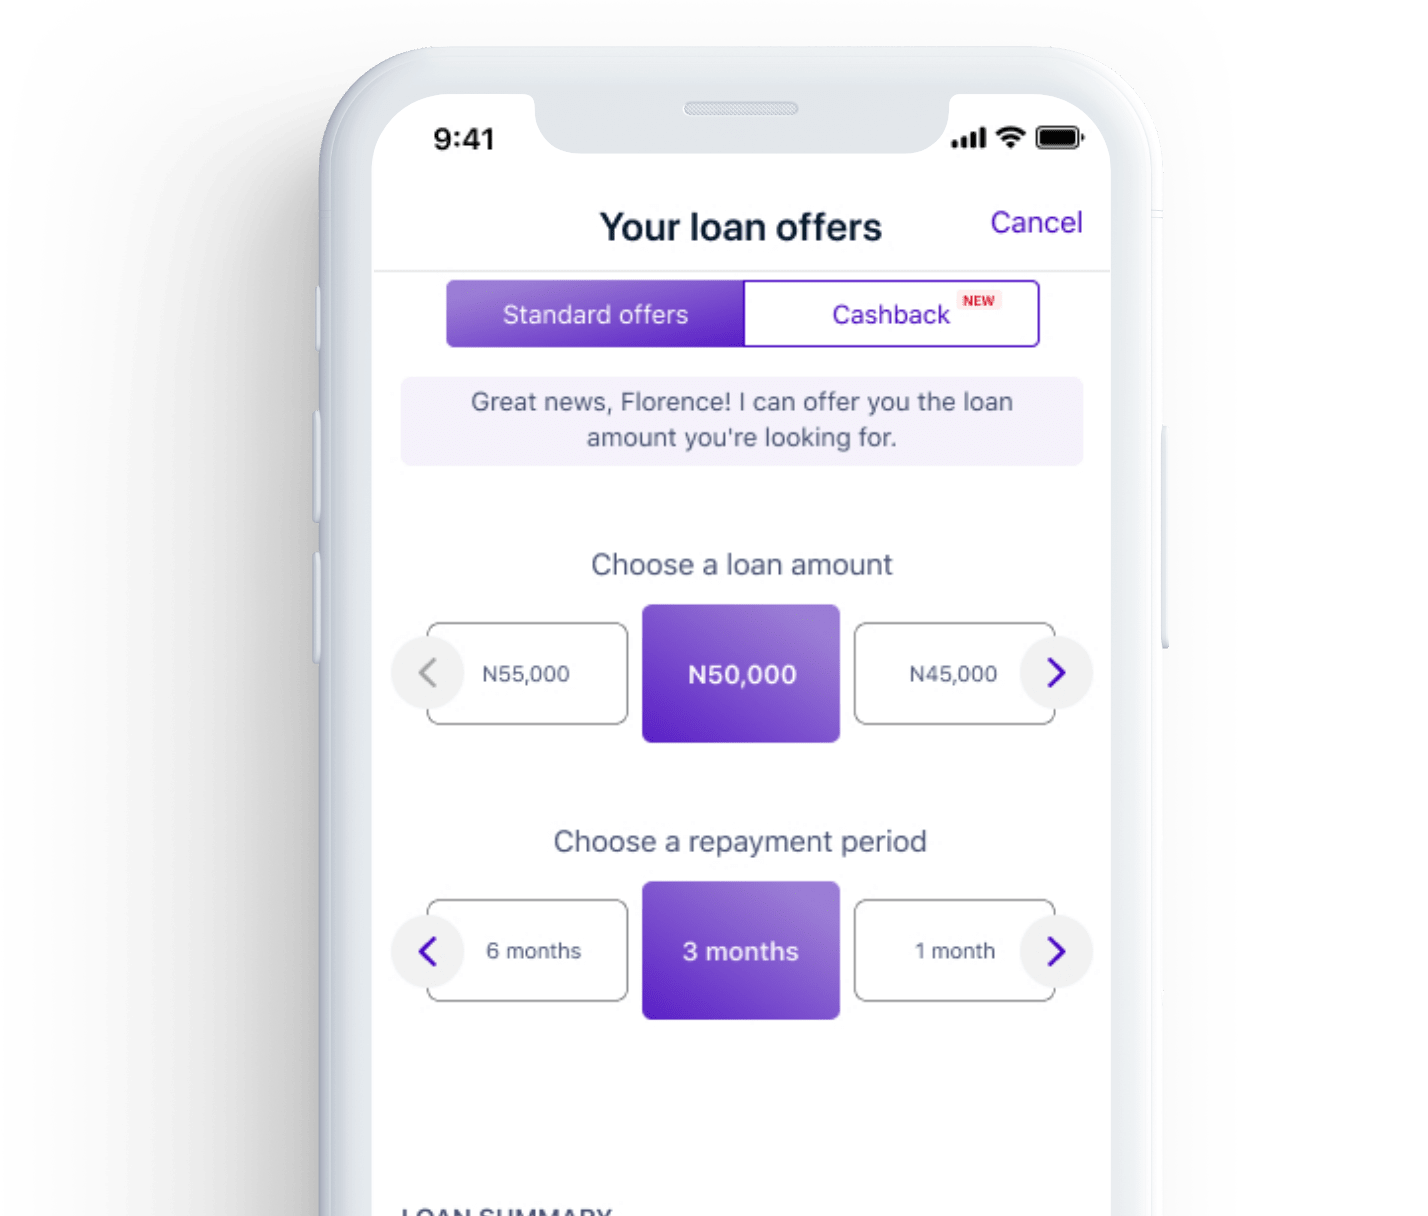 9:41
Your loan offers
Cancel
Standard offers
Cashback
NEW
Great news, Florence! I can offer you the loan
amount you're looking for.
Choose a loan amount
N55,000
N50,000
N45,000
Choose a repayment period
6 months
3 months
1 month
LOAN SUMMARY